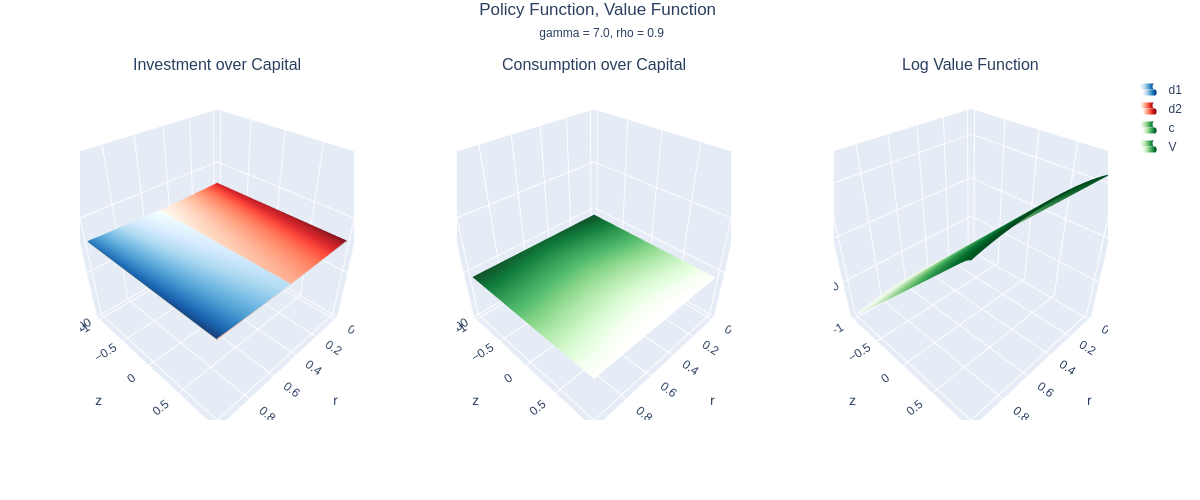 Policy Function, Value Function
gamma = 7.0, rho = 0.9
Investment over Capital
Consumption over Capital
Log Value Function
d1
d2
c
V
−0.5
0
0.5
z
0
0.2
0.4
0.6
0.8
r
−0.5
0
0.5
z
0
0.2
0.4
0.6
0.8
r
0
−1
−0.5
0
0.5
z
0
0.2
0.4
0.6
0.8
r